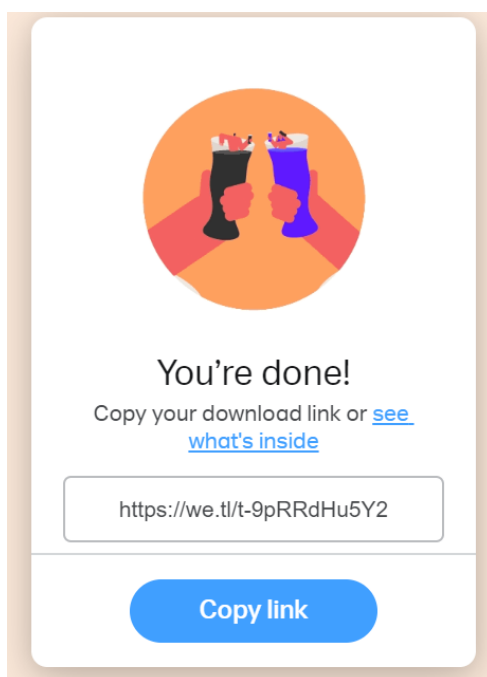 You're done!
Copy your download link or see
what's inside
https://we.tl/t-9pRRdHu5Y2
Copy link